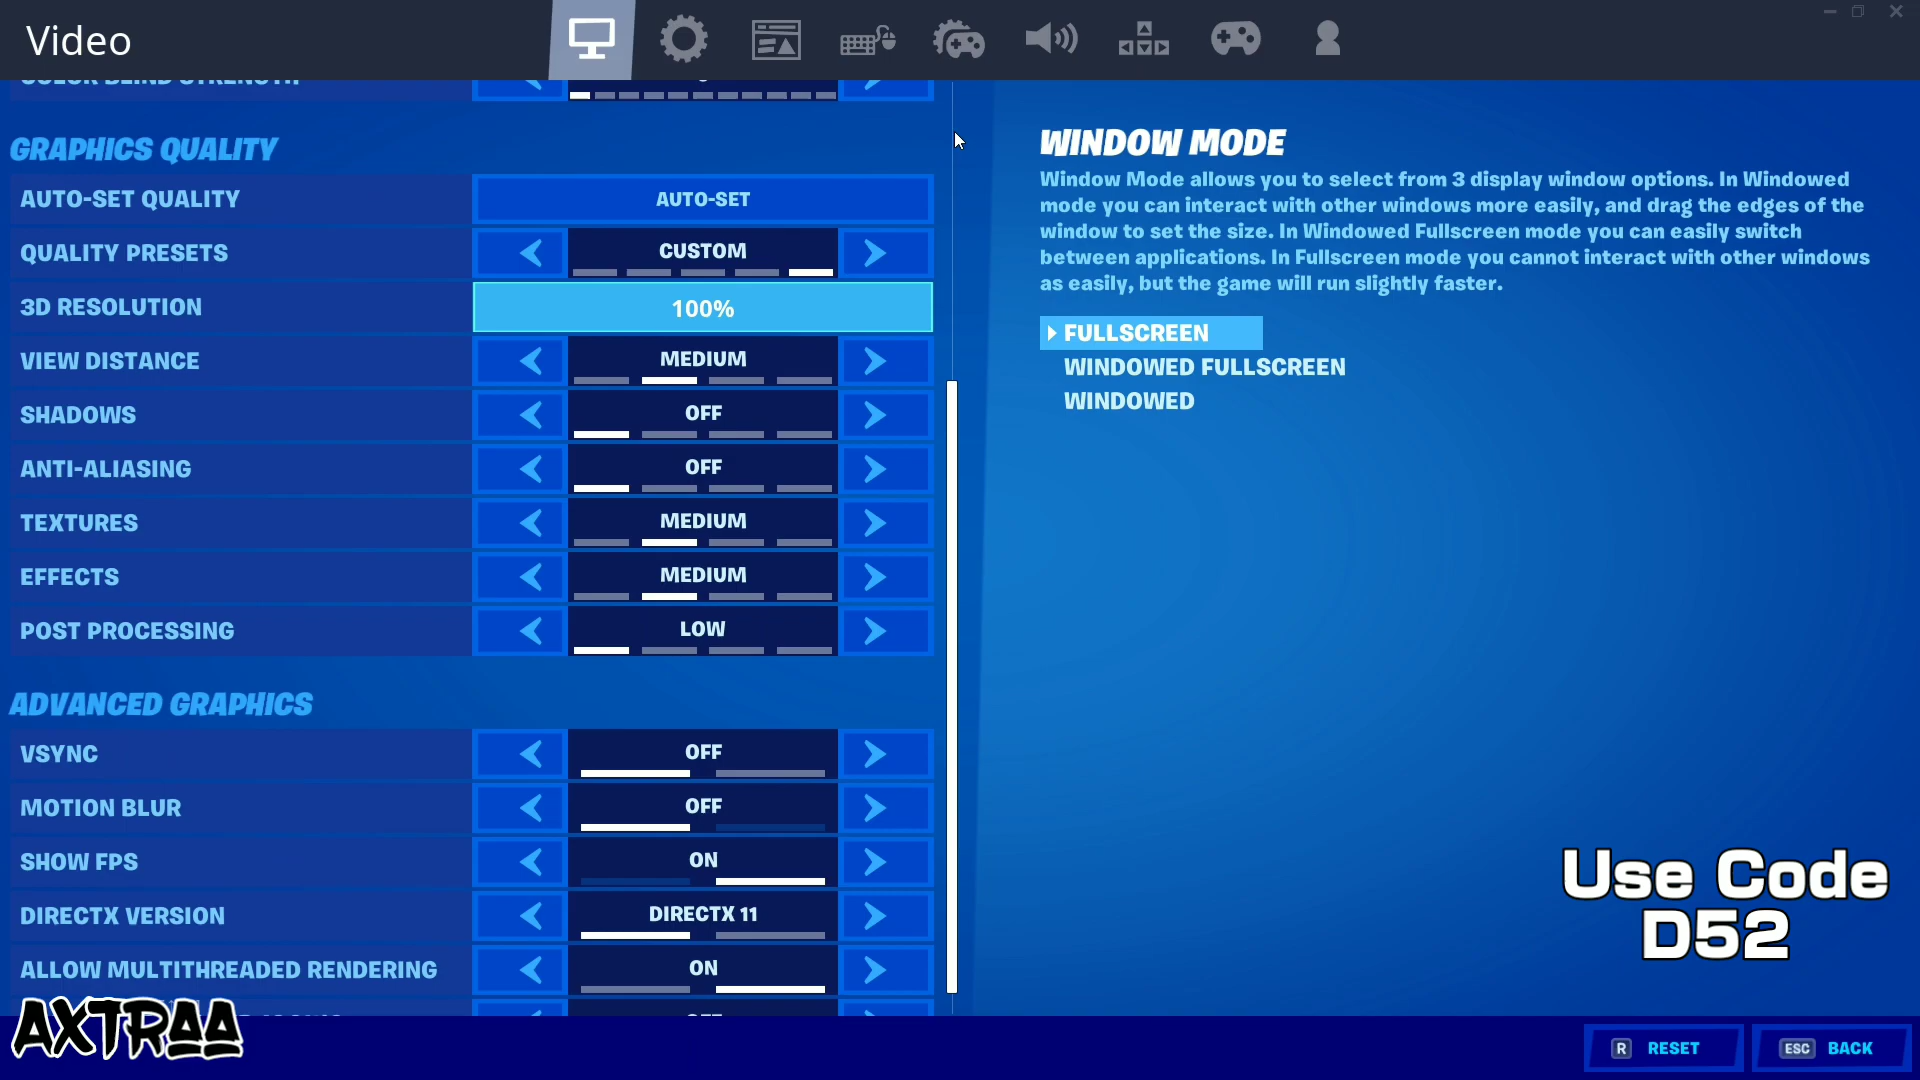 Video
COLOR BLIND STRENGTH
GRAPHICS QUALITY
AUTO-SET QUALITY
AUTO-SET
QUALITY PRESETS
CUSTOM
3D RESOLUTION
100%
VIEW DISTANCE
MEDIUM
SHADOWS
OFF
ANTI-ALIASING
OFF
TEXTURES
MEDIUM
EFFECTS
MEDIUM
POST PROCESSING
LOW
ADVANCED GRAPHICS
VSYNC
OFF
MOTION BLUR
OFF
SHOW FPS
ON
DIRECTX VERSION
DIRECTX 11
ALLOW MULTITHREADED RENDERING
ON
OFF
AXTRAA
WINDOW MODE
Window Mode allows you to select from 3 display window options. In Windowed
mode you can interact with other windows more easily, and drag the edges of the
window to set the size. In Windowed Fullscreen mode you can easily switch
between applications. In Fullscreen mode you cannot interact with other windows
as easily, but the game will run slightly faster.
FULLSCREEN
WINDOWED FULLSCREEN
WINDOWED
Use Code
D52
R RESET
ESC BACK